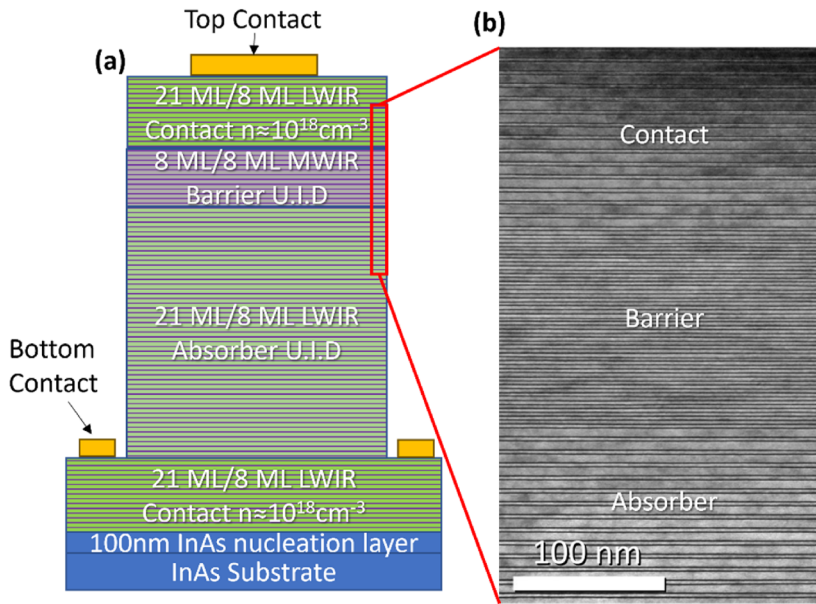 Top Contact
(a)
21 ML/8 ML LWIR
Contact n≈10¹⁸cm⁻³
8 ML/8 ML MWIR
Barrier U.I.D
21 ML/8 ML LWIR
Absorber U.I.D
Bottom
Contact
21 ML/8 ML LWIR
Contact n≈10¹⁸cm⁻³
100nm InAs nucleation layer
InAs Substrate
(b)
Contact
Barrier
Absorber
100 nm